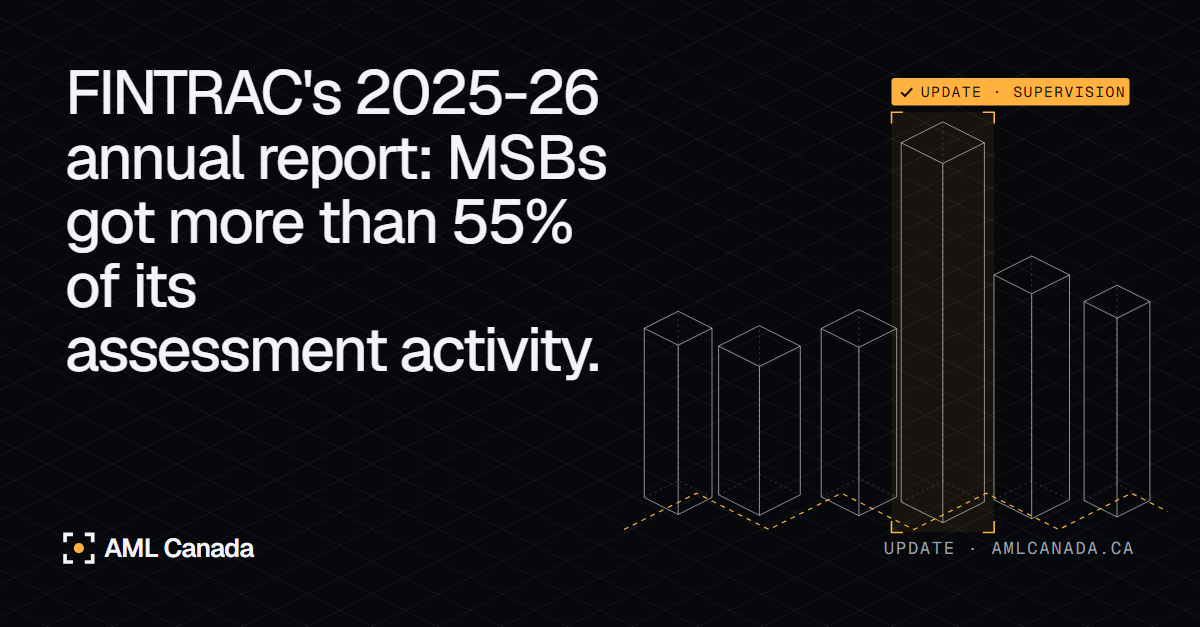 FINTRAC's 2025-26
annual report: MSBs
got more than 55%
of its
assessment activity.
UPDATE · SUPERVISION
AML Canada
UPDATE · AMLCANADA.CA